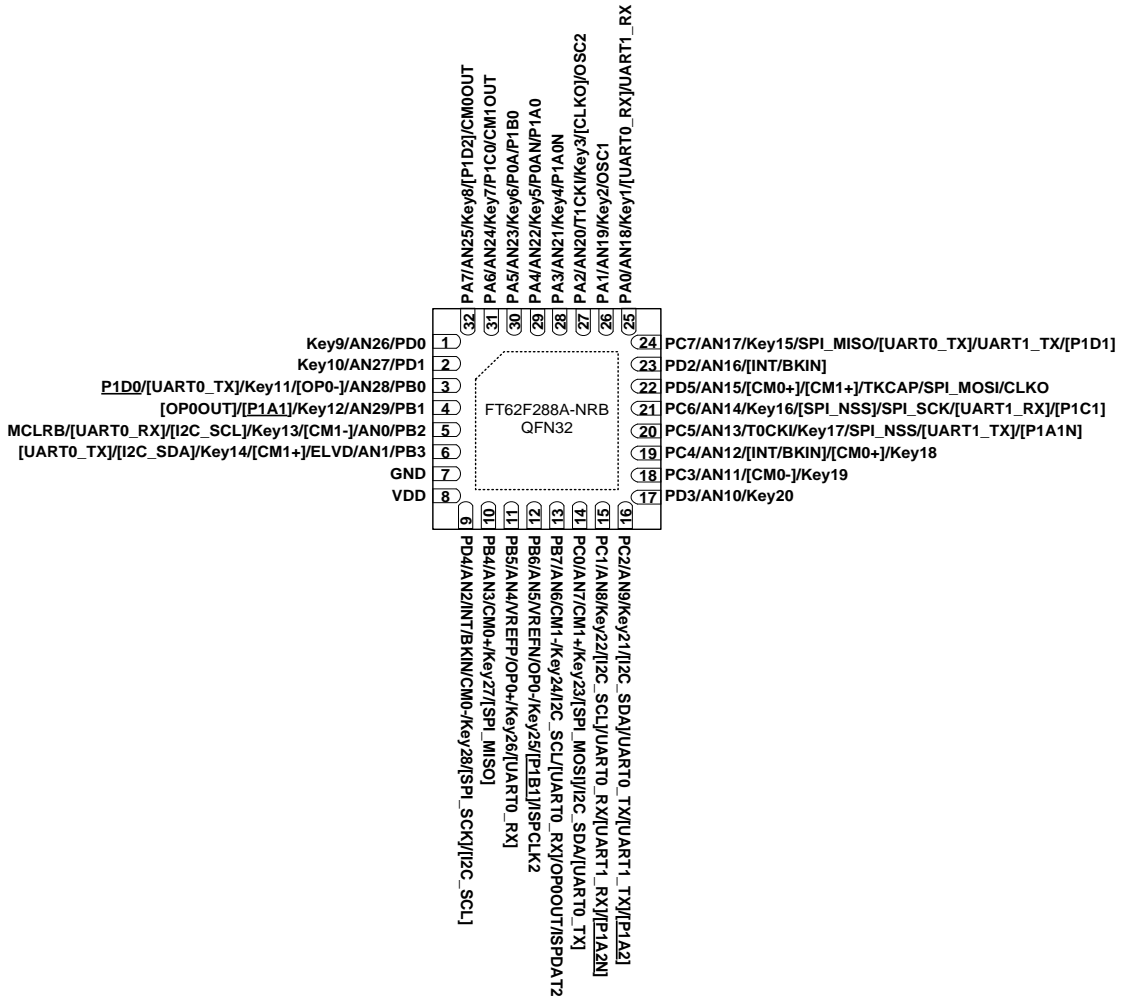 PA7/AN25/Key8/[P1D2]/CM0OUT
PA6/AN24/Key7/P1C0/CM1OUT
PA5/AN23/Key6/P0A/P1B0
PA4/AN22/Key5/P0AN/P1A0
PA3/AN21/Key4/P1A0N
PA2/AN20/T1CKI/Key3/[CLKO]/OSC2
PA1/AN19/Key2/OSC1
PA0/AN18/Key1/[UART0_RX]/UART1_RX
32
31
30
29
28
27
26
25
Key9/AN26/PD0 1
Key10/AN27/PD1 2
P1D0/[UART0_TX]/Key11/[OP0-]/AN28/PB0 3
[OP0OUT]/[P1A1]/Key12/AN29/PB1 4
MCLRB/[UART0_RX]/[I2C_SCL]/Key13/[CM1-]/AN0/PB2 5
[UART0_TX]/[I2C_SDA]/Key14/[CM1+]/ELVD/AN1/PB3 6
GND 7
VDD 8
FT62F288A-NRB
QFN32
24 PC7/AN17/Key15/SPI_MISO/[UART0_TX]/UART1_TX/[P1D1]
23 PD2/AN16/[INT/BKIN]
22 PD5/AN15/[CM0+]/[CM1+]/TKCAP/SPI_MOSI/CLKO
21 PC6/AN14/Key16/[SPI_NSS]/SPI_SCK/[UART1_RX]/[P1C1]
20 PC5/AN13/T0CKI/Key17/SPI_NSS/[UART1_TX]/[P1A1N]
19 PC4/AN12/[INT/BKIN]/[CM0+]/Key18
18 PC3/AN11/[CM0-]/Key19
17 PD3/AN10/Key20
9
10
11
12
13
14
15
16
PD4/AN2/INT/BKIN/CM0-/Key28/[SPI_SCK]/[I2C_SCL]
PB4/AN3/CM0+/Key27/[SPI_MISO]
PB5/AN4/VREFP/OP0+/Key26/[UART0_RX]
PB6/AN5/VREFN/OP0-/Key25/[P1B1]/ISPCLK2
PB7/AN6/CM1-/Key24/I2C_SCL/[UART0_RX]/OP0OUT/ISPDAT2
PC0/AN7/CM1+/Key23/[SPI_MOSI]/I2C_SDA/[UART0_TX]
PC1/AN8/Key22/[I2C_SCL]/UART0_RX/[UART1_RX]/[P1A2N]
PC2/AN9/Key21/[I2C_SDA]/UART0_TX/[UART1_TX]/[P1A2]